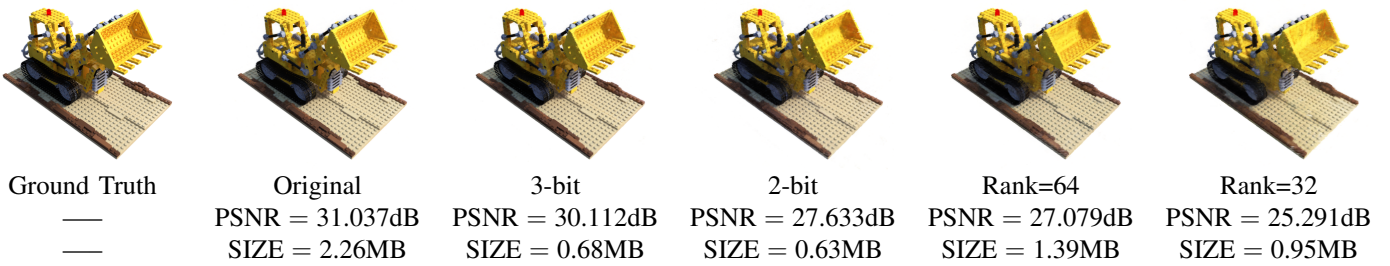 Ground Truth Original 3-bit 2-bit Rank=64 Rank=32
— PSNR = 31.037dB PSNR = 30.112dB PSNR = 27.633dB PSNR = 27.079dB PSNR = 25.291dB
— SIZE = 2.26MB SIZE = 0.68MB SIZE = 0.63MB SIZE = 1.39MB SIZE = 0.95MB